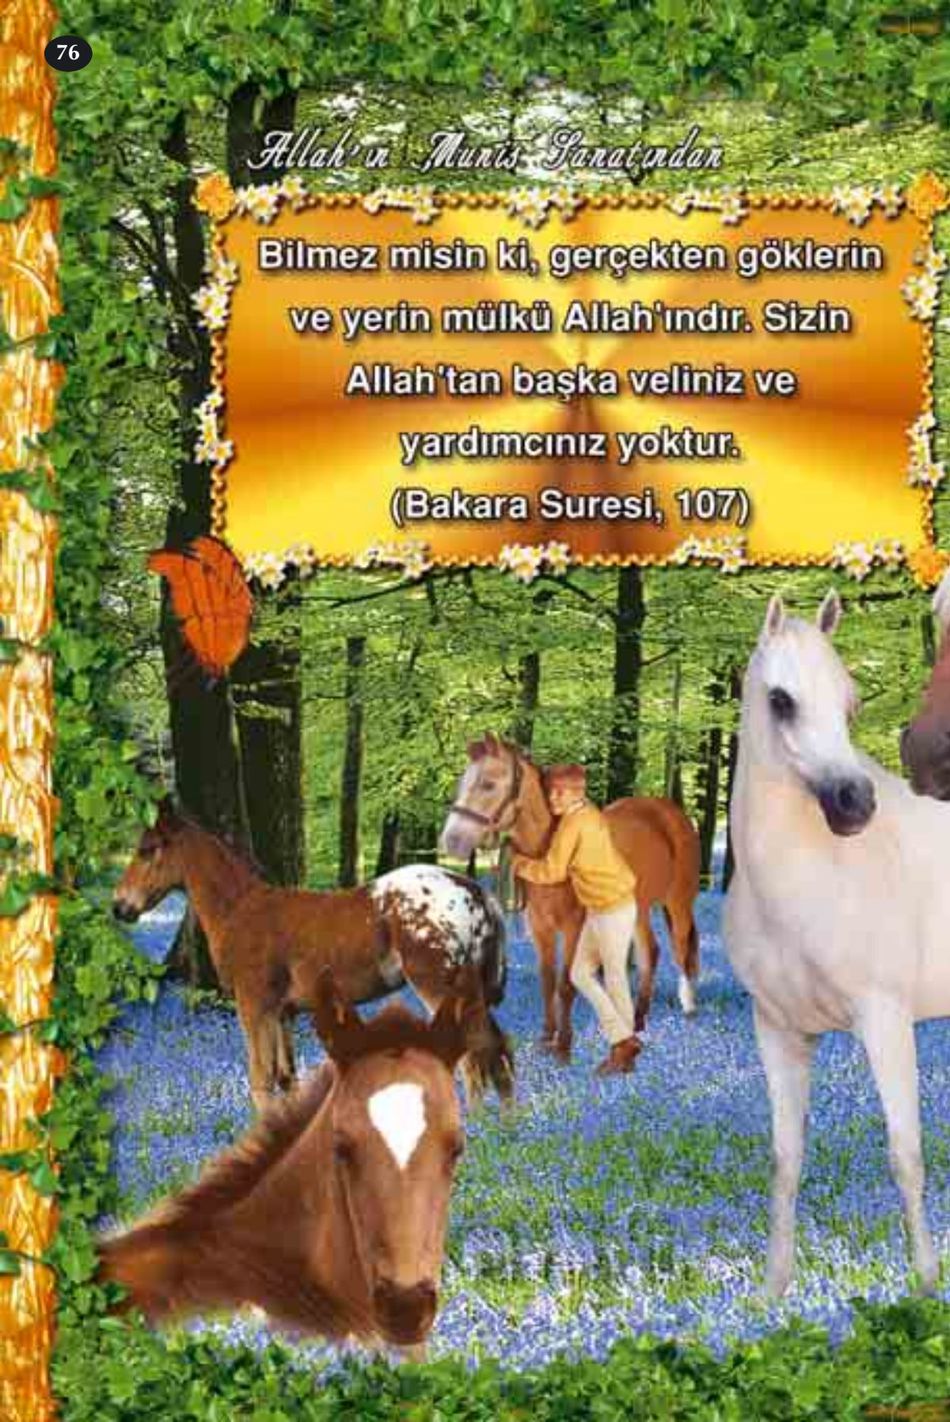 76
Allah'ın Munis Sanatından
Bilmez misin ki, gerçekten göklerin
ve yerin mülkü Allah'ındır. Sizin
Allah'tan başka veliniz ve
yardımcınız yoktur.
(Bakara Suresi, 107)